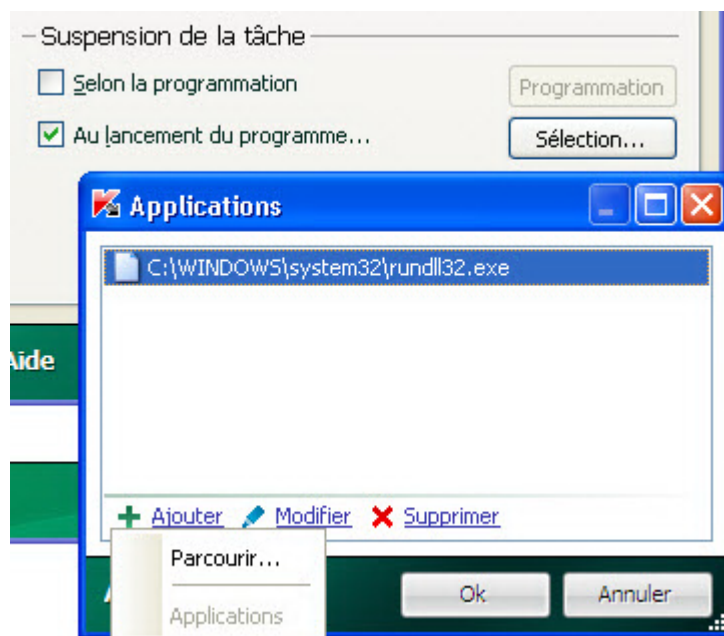 Suspension de la tâche
Selon la programmation
Programmation
Au lancement du programme...
Sélection...
Applications
C:\WINDOWS\system32\rundll32.exe
Aide
Ajouter Modifier Supprimer
Parcourir...
Applications
Ok
Annuler